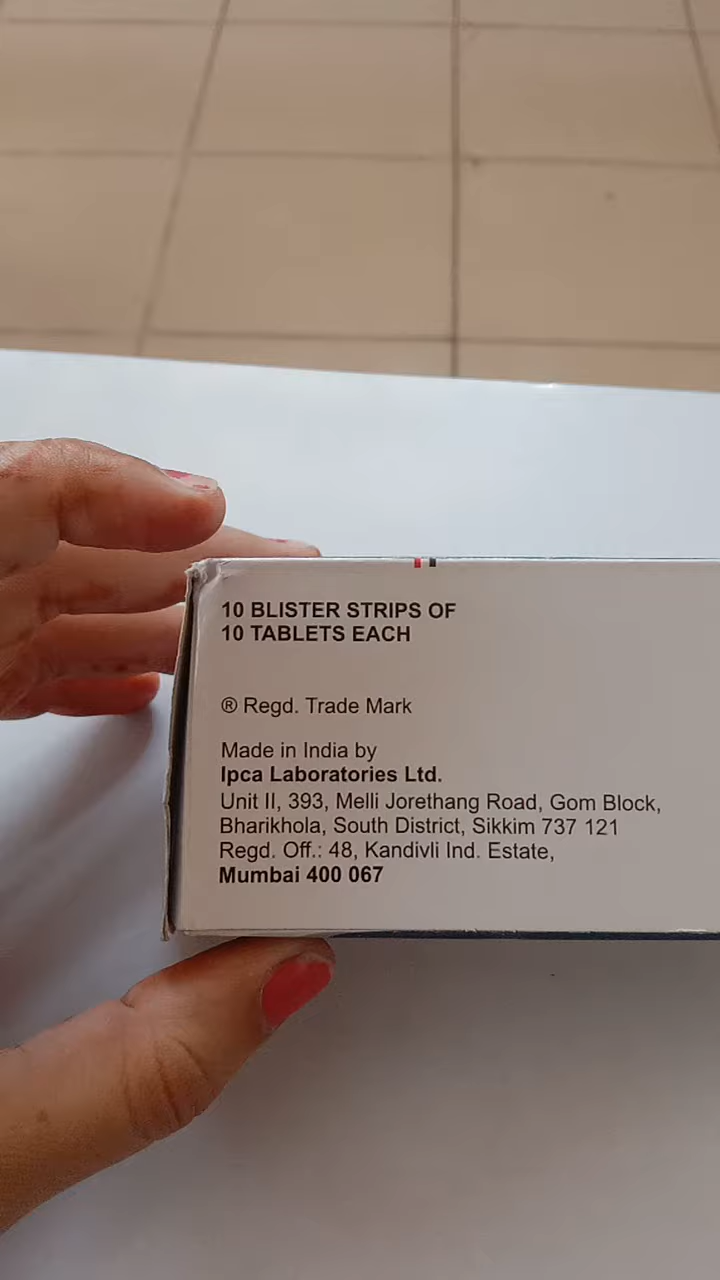 10 BLISTER STRIPS OF
10 TABLETS EACH
® Regd. Trade Mark
Made in India by
Ipca Laboratories Ltd.
Unit II, 393, Melli Jorethang Road, Gom Block,
Bharikhola, South District, Sikkim 737 121
Regd. Off.: 48, Kandivli Ind. Estate,
Mumbai 400 067